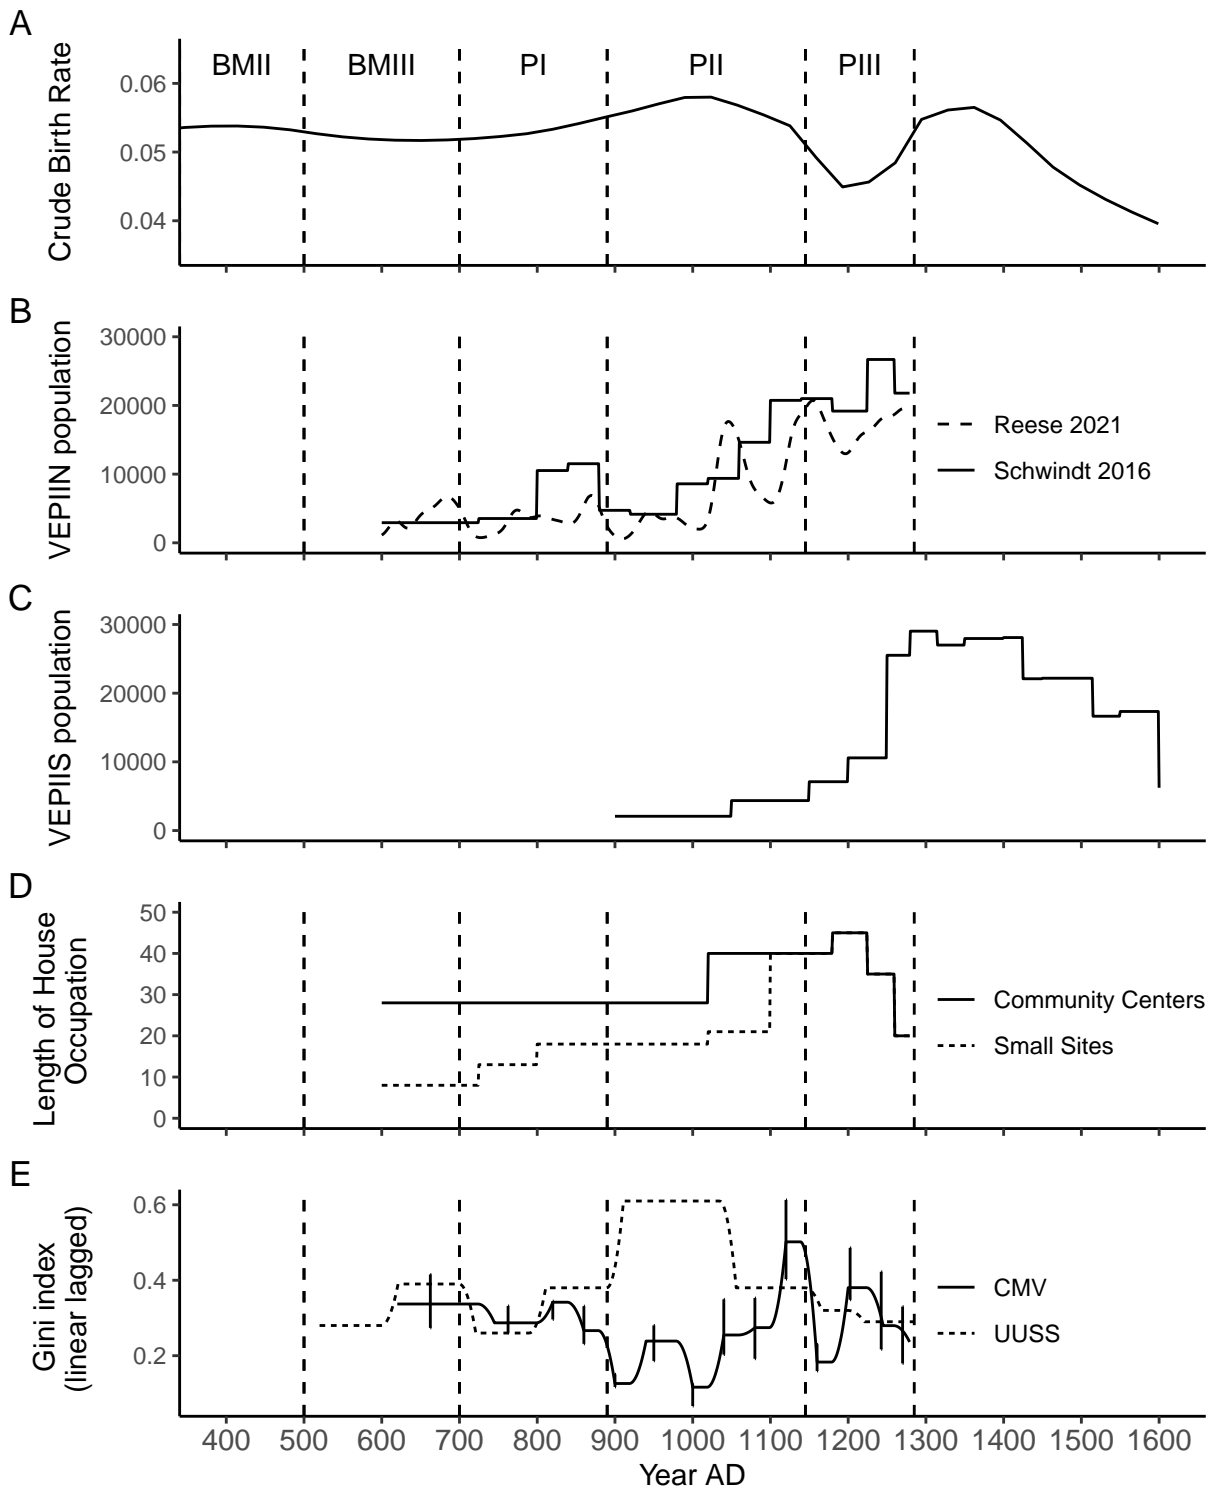 A
BMII BMIII PI PII PIII
0.06
0.05
0.04
Crude Birth Rate
B
30000
20000
10000
0
VEPIIN population
Reese 2021
Schwindt 2016
C
30000
20000
10000
0
VEPIIS population
D
50
40
30
20
10
0
Length of House
Occupation
Community Centers
Small Sites
E
0.6
0.4
0.2
Gini index
(linear lagged)
CMV
UUSS
400 500 600 700 800 900 1000 1100 1200 1300 1400 1500 1600
Year AD